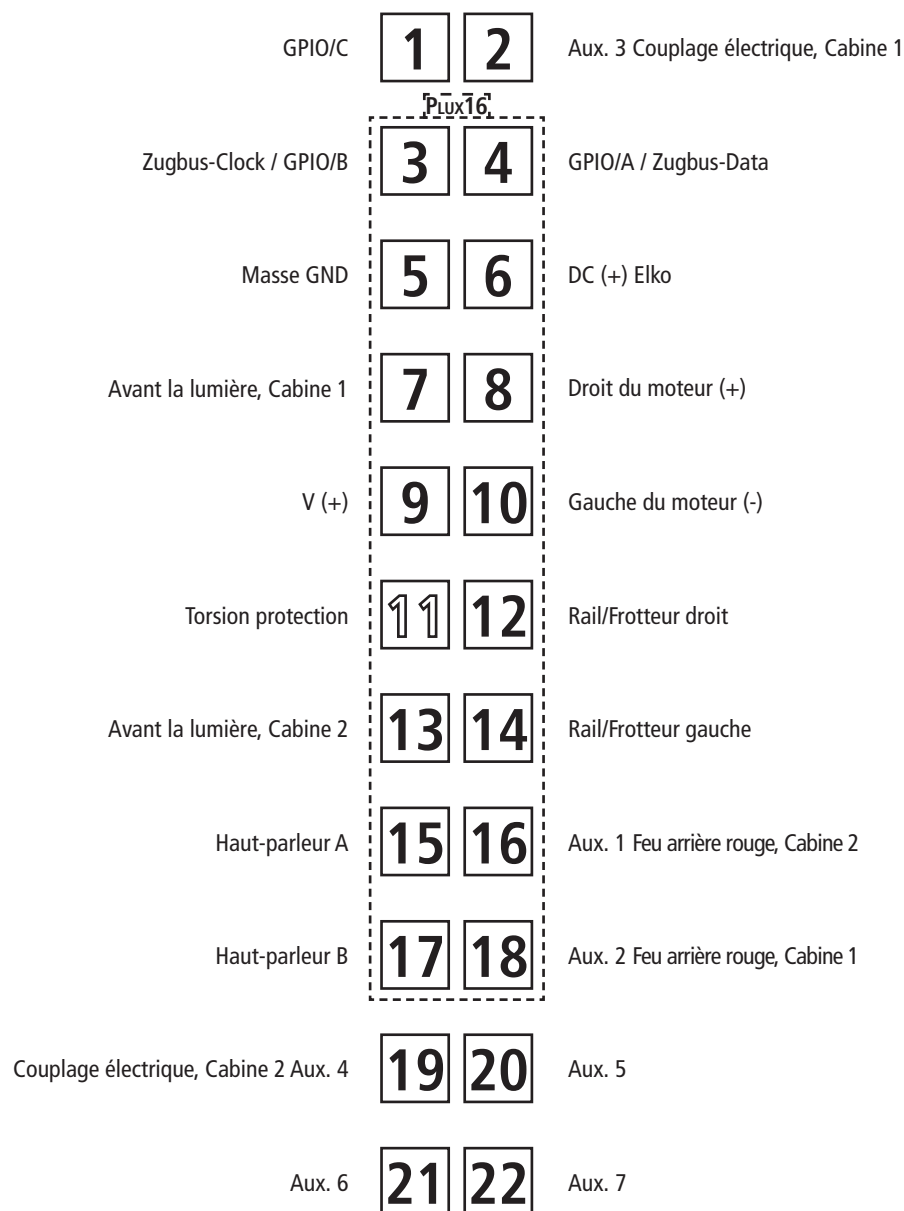 GPIO/C 1 2 Aux. 3 Couplage électrique, Cabine 1
PLUX16
Zugbus-Clock / GPIO/B 3 4 GPIO/A / Zugbus-Data
Masse GND 5 6 DC (+) Elko
Avant la lumière, Cabine 1 7 8 Droit du moteur (+)
V (+) 9 10 Gauche du moteur (-)
Torsion protection 11 12 Rail/Frotteur droit
Avant la lumière, Cabine 2 13 14 Rail/Frotteur gauche
Haut-parleur A 15 16 Aux. 1 Feu arrière rouge, Cabine 2
Haut-parleur B 17 18 Aux. 2 Feu arrière rouge, Cabine 1
Couplage électrique, Cabine 2 Aux. 4 19 20 Aux. 5
Aux. 6 21 22 Aux. 7